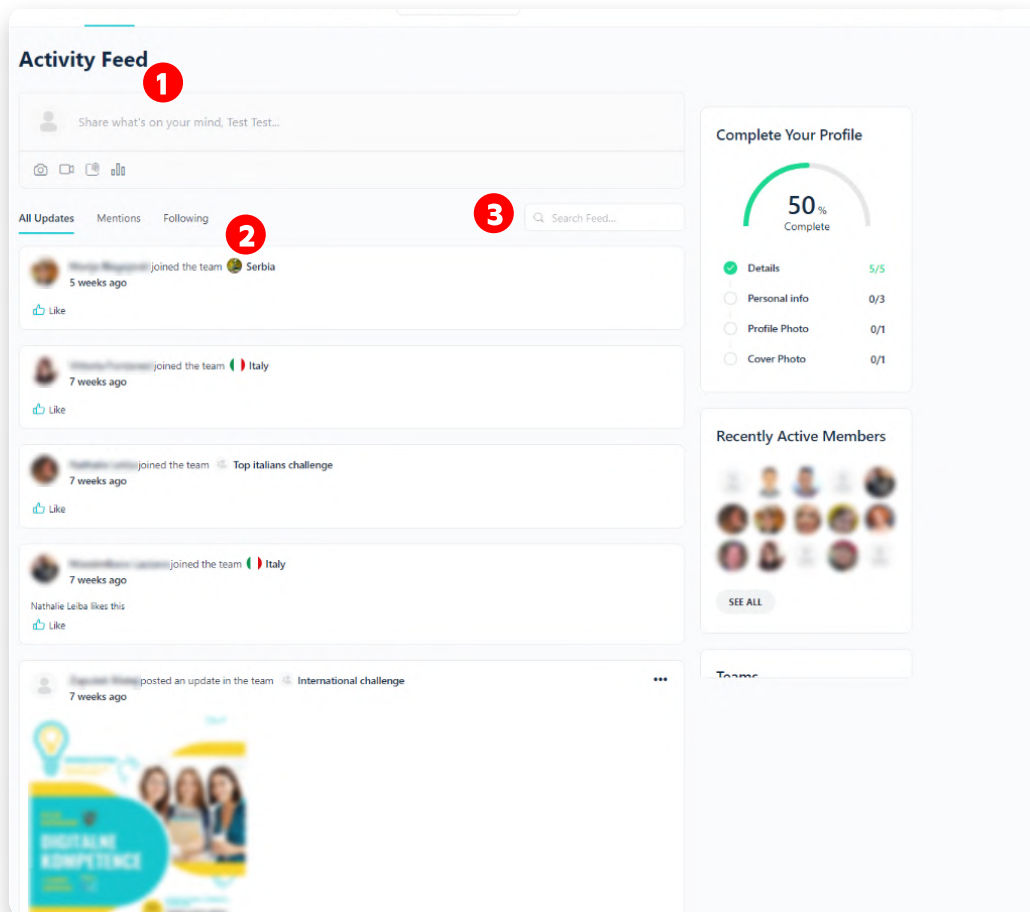 Activity Feed
1
Share what's on your mind, Test Test...
All Updates Mentions Following
2
3
Search Feed...
joined the team Serbia
5 weeks ago
Like
joined the team Italy
7 weeks ago
Like
joined the team Top italians challenge
7 weeks ago
Like
joined the team Italy
7 weeks ago
Nathalie Leiba likes this
Like
posted an update in the team International challenge
7 weeks ago
DIGITALNE
KOMPETENCE
Complete Your Profile
50 %
Complete
Details 5/5
Personal info 0/3
Profile Photo 0/1
Cover Photo 0/1
Recently Active Members
SEE ALL
Teams